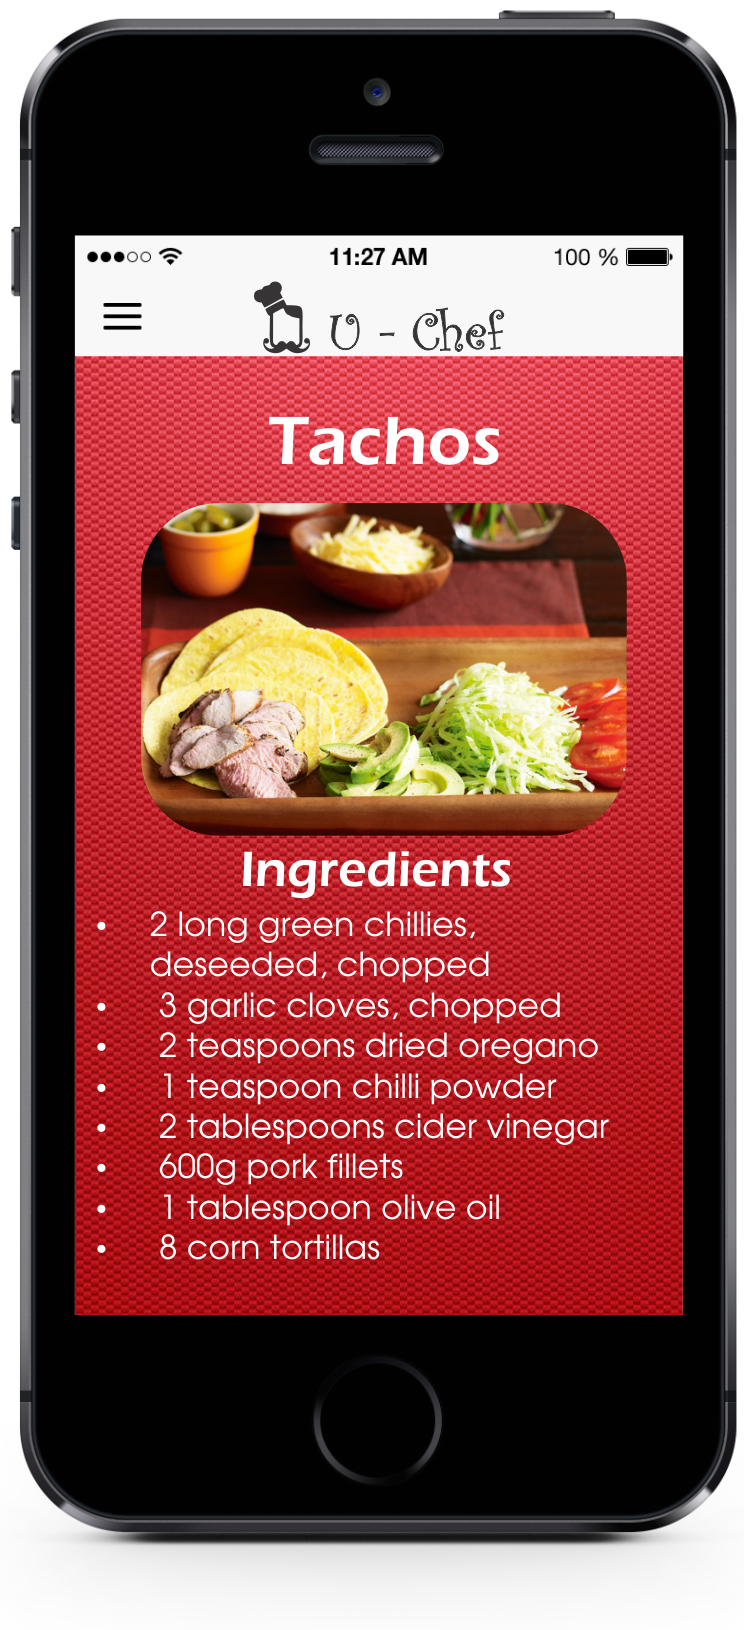 11:27 AM
100 %
U - Chef
Tachos
Ingredients
• 2 long green chillies,
deseeded, chopped
• 3 garlic cloves, chopped
• 2 teaspoons dried oregano
• 1 teaspoon chilli powder
• 2 tablespoons cider vinegar
• 600g pork fillets
• 1 tablespoon olive oil
• 8 corn tortillas